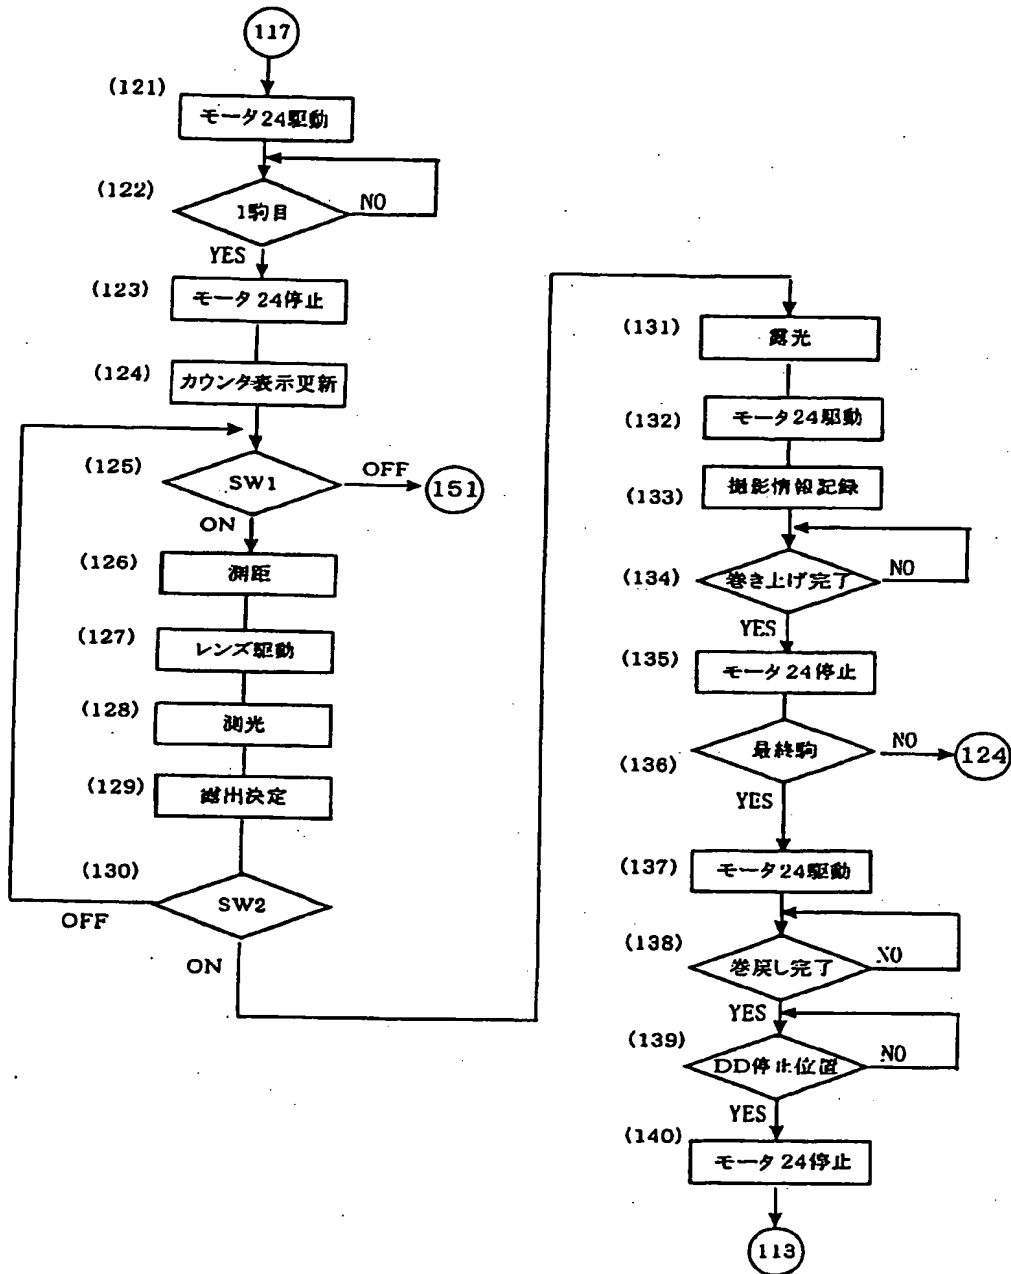 117
(121)
モータ24駆動
(122)
1駒目
NO
YES
(123)
モータ24停止
(124)
カウンタ表示更新
(125)
SW1
OFF
151
ON
(126)
測距
(127)
レンズ駆動
(128)
測光
(129)
露出決定
(130)
SW2
OFF
ON
(131)
露光
(132)
モータ24駆動
(133)
撮影情報記録
(134)
巻き上げ完了
NO
YES
(135)
モータ24停止
(136)
最終駒
NO
124
YES
(137)
モータ24駆動
(138)
巻戻し完了
NO
YES
(139)
DD停止位置
NO
YES
(140)
モータ24停止
113